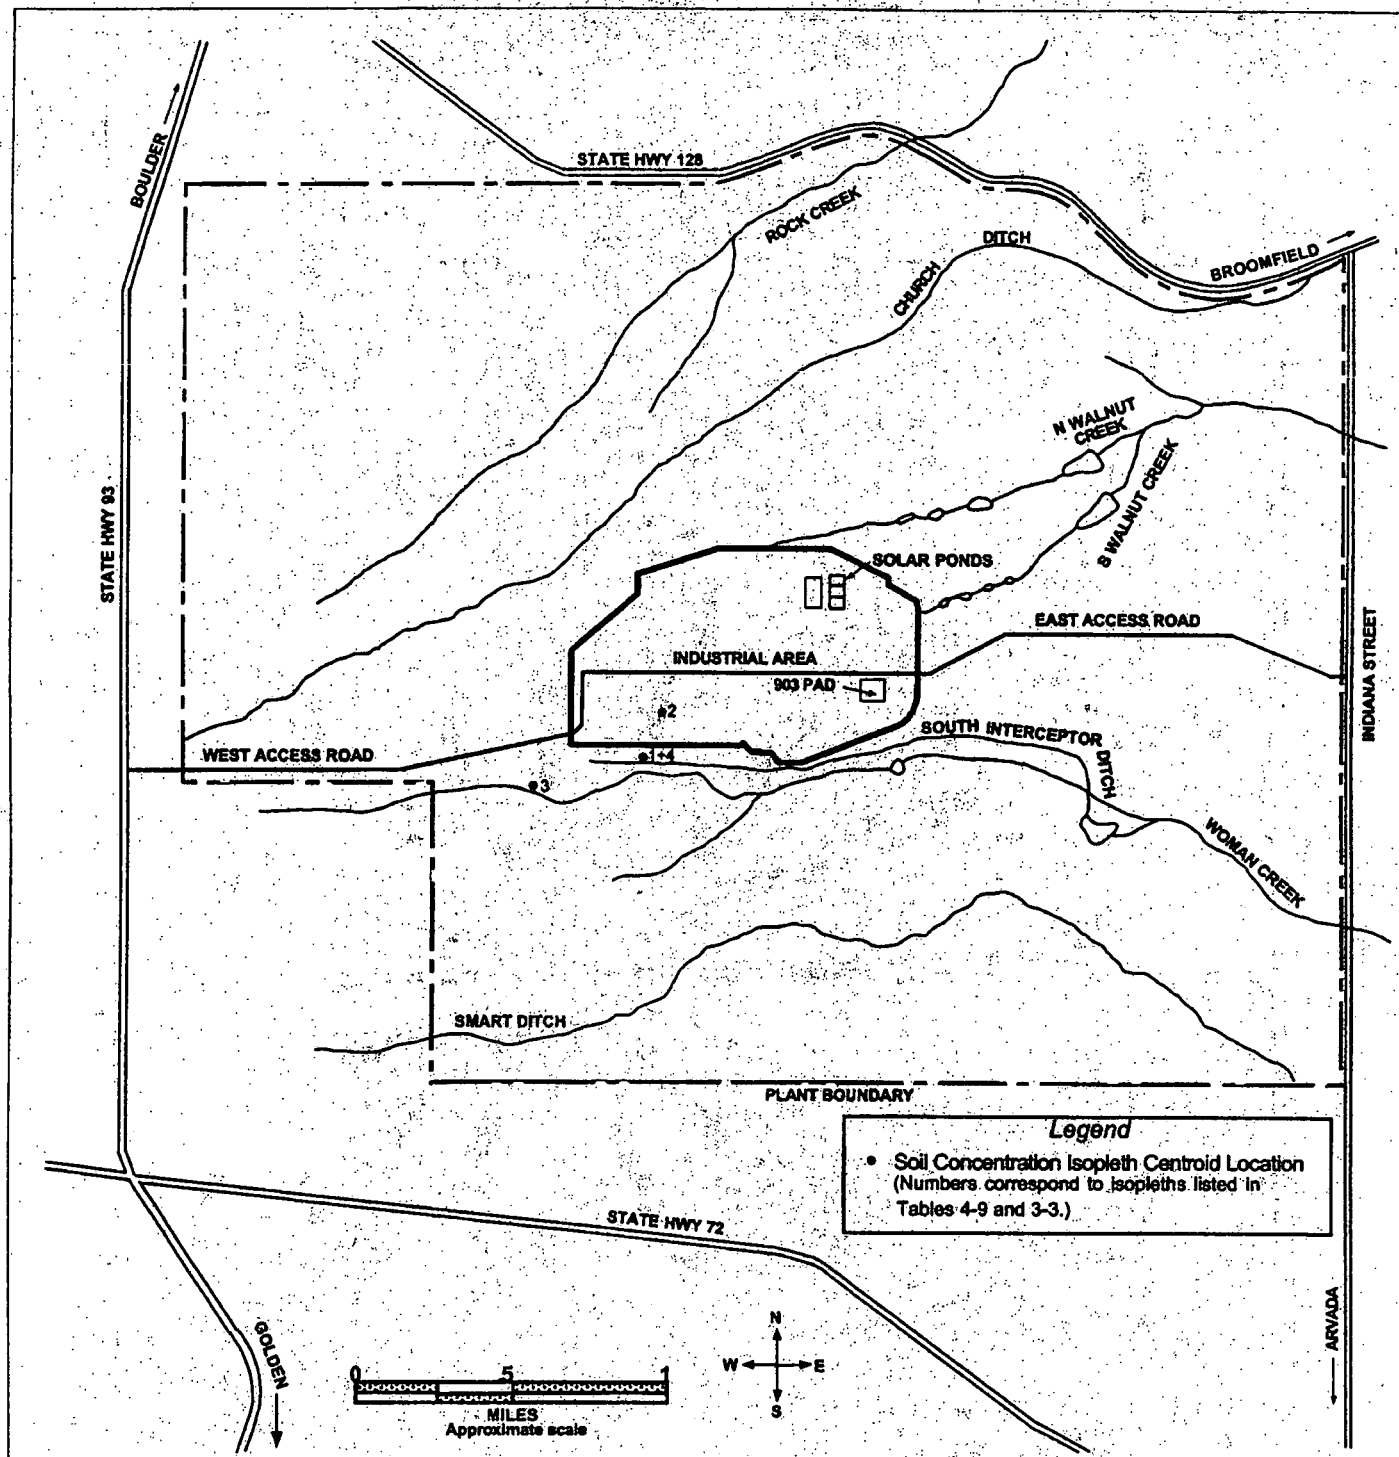 BOULDER
STATE HWY 128
ROCK CREEK
DITCH
CHURCH
BROOMFIELD
N WALNUT
CREEK
S WALNUT CREEK
STATE HWY 93
SOLAR PONDS
EAST ACCESS ROAD
INDIANA STREET
INDUSTRIAL AREA
903 PAD
2
SOUTH INTERCEPTOR
DITCH
WEST ACCESS ROAD
1+4
3
WOMAN CREEK
SMART DITCH
PLANT BOUNDARY
Legend
Soil Concentration Isopleth Centroid Location
(Numbers correspond to isopleths listed in
Tables 4-9 and 3-3.)
STATE HWY 72
GOLDEN
ARVADA
0 .5 1
MILES
Approximate scale
N
W E
S